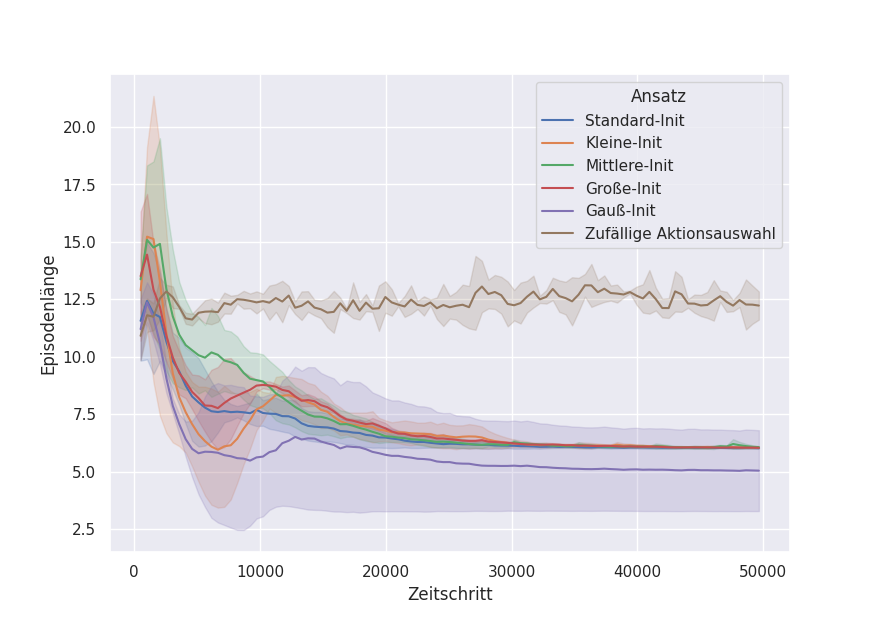 Ansatz
Standard-Init
Kleine-Init
Mittlere-Init
Große-Init
Gauß-Init
Zufällige Aktionsauswahl
Episodenlänge
20.0
17.5
15.0
12.5
10.0
7.5
5.0
2.5
0
10000
20000
30000
40000
50000
Zeitschritt